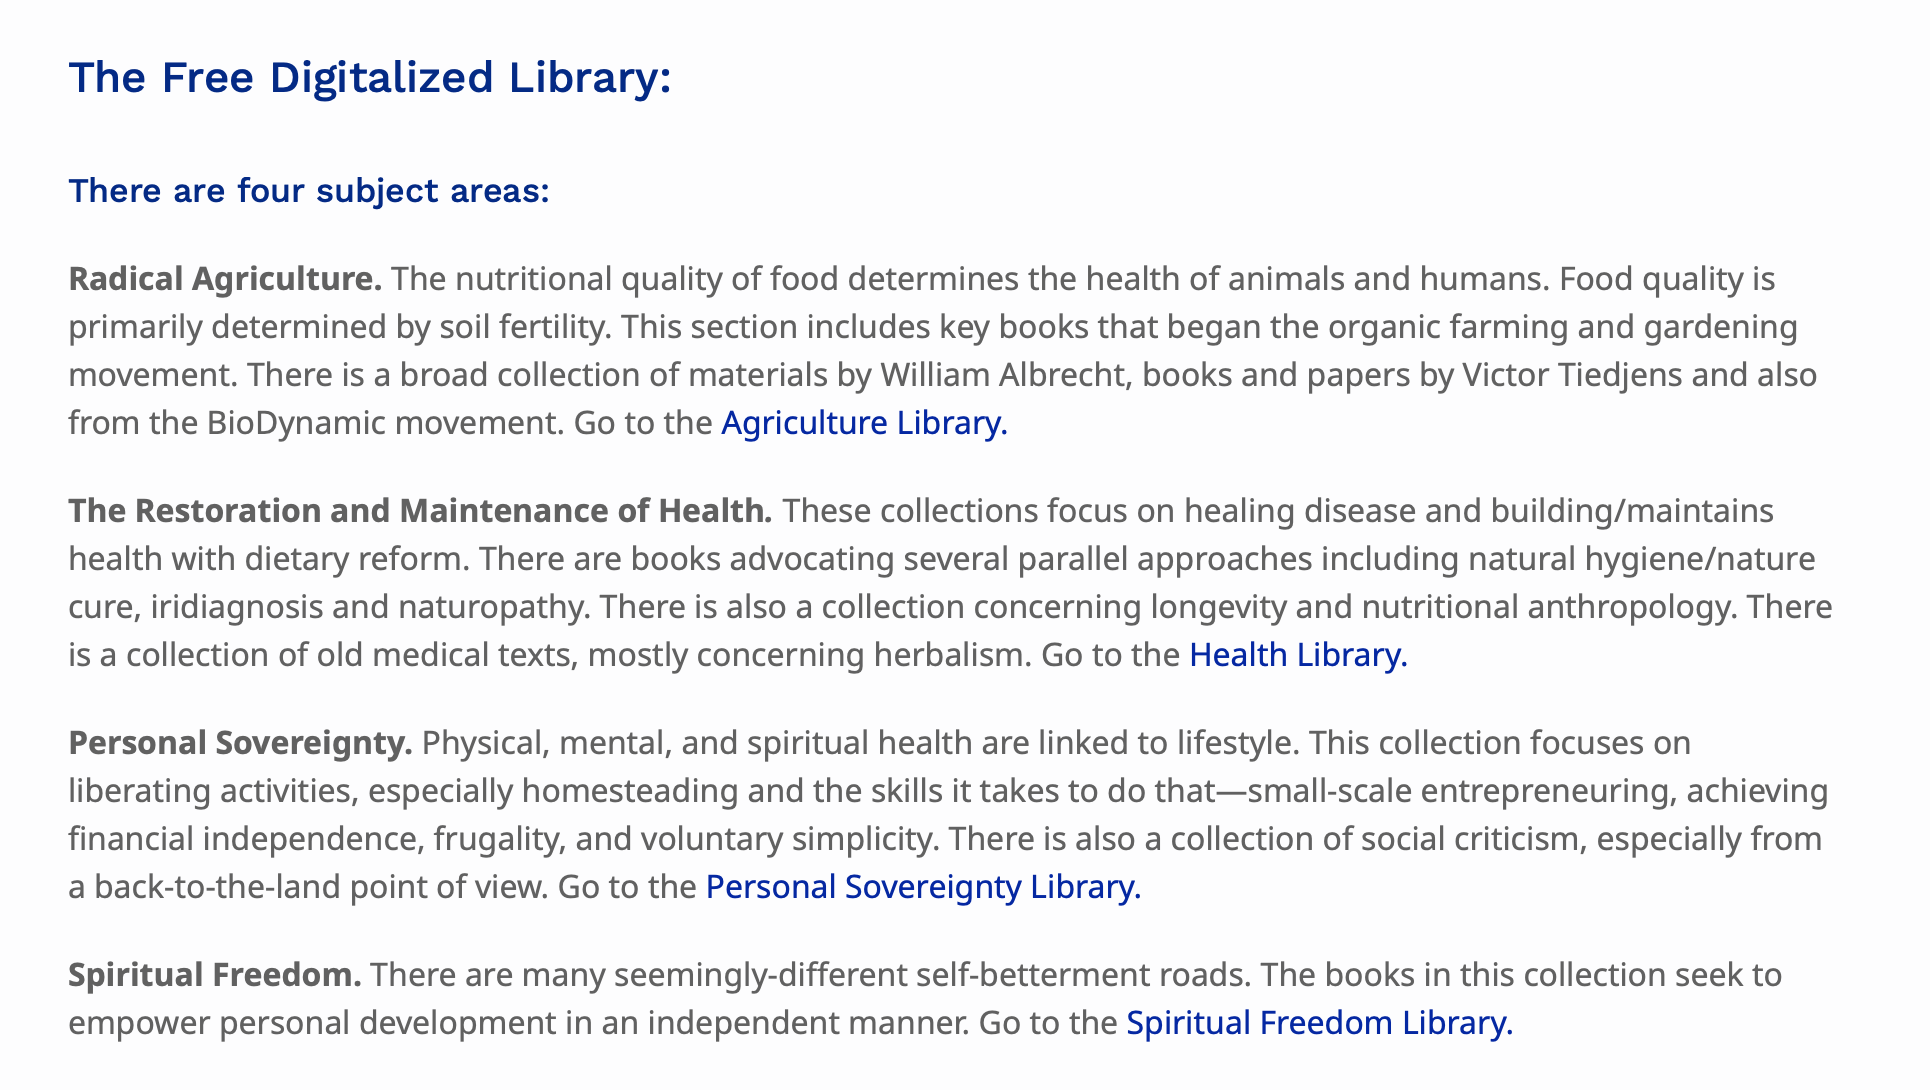 The Free Digitalized Library:
There are four subject areas:
Radical Agriculture. The nutritional quality of food determines the health of animals and humans. Food quality is
primarily determined by soil fertility. This section includes key books that began the organic farming and gardening
movement. There is a broad collection of materials by William Albrecht, books and papers by Victor Tiedjens and also
from the BioDynamic movement. Go to the Agriculture Library.
The Restoration and Maintenance of Health. These collections focus on healing disease and building/maintains
health with dietary reform. There are books advocating several parallel approaches including natural hygiene/nature
cure, iridiagnosis and naturopathy. There is also a collection concerning longevity and nutritional anthropology. There
is a collection of old medical texts, mostly concerning herbalism. Go to the Health Library.
Personal Sovereignty. Physical, mental, and spiritual health are linked to lifestyle. This collection focuses on
liberating activities, especially homesteading and the skills it takes to do that—small-scale entrepreneuring, achieving
financial independence, frugality, and voluntary simplicity. There is also a collection of social criticism, especially from
a back-to-the-land point of view. Go to the Personal Sovereignty Library.
Spiritual Freedom. There are many seemingly-different self-betterment roads. The books in this collection seek to
empower personal development in an independent manner. Go to the Spiritual Freedom Library.